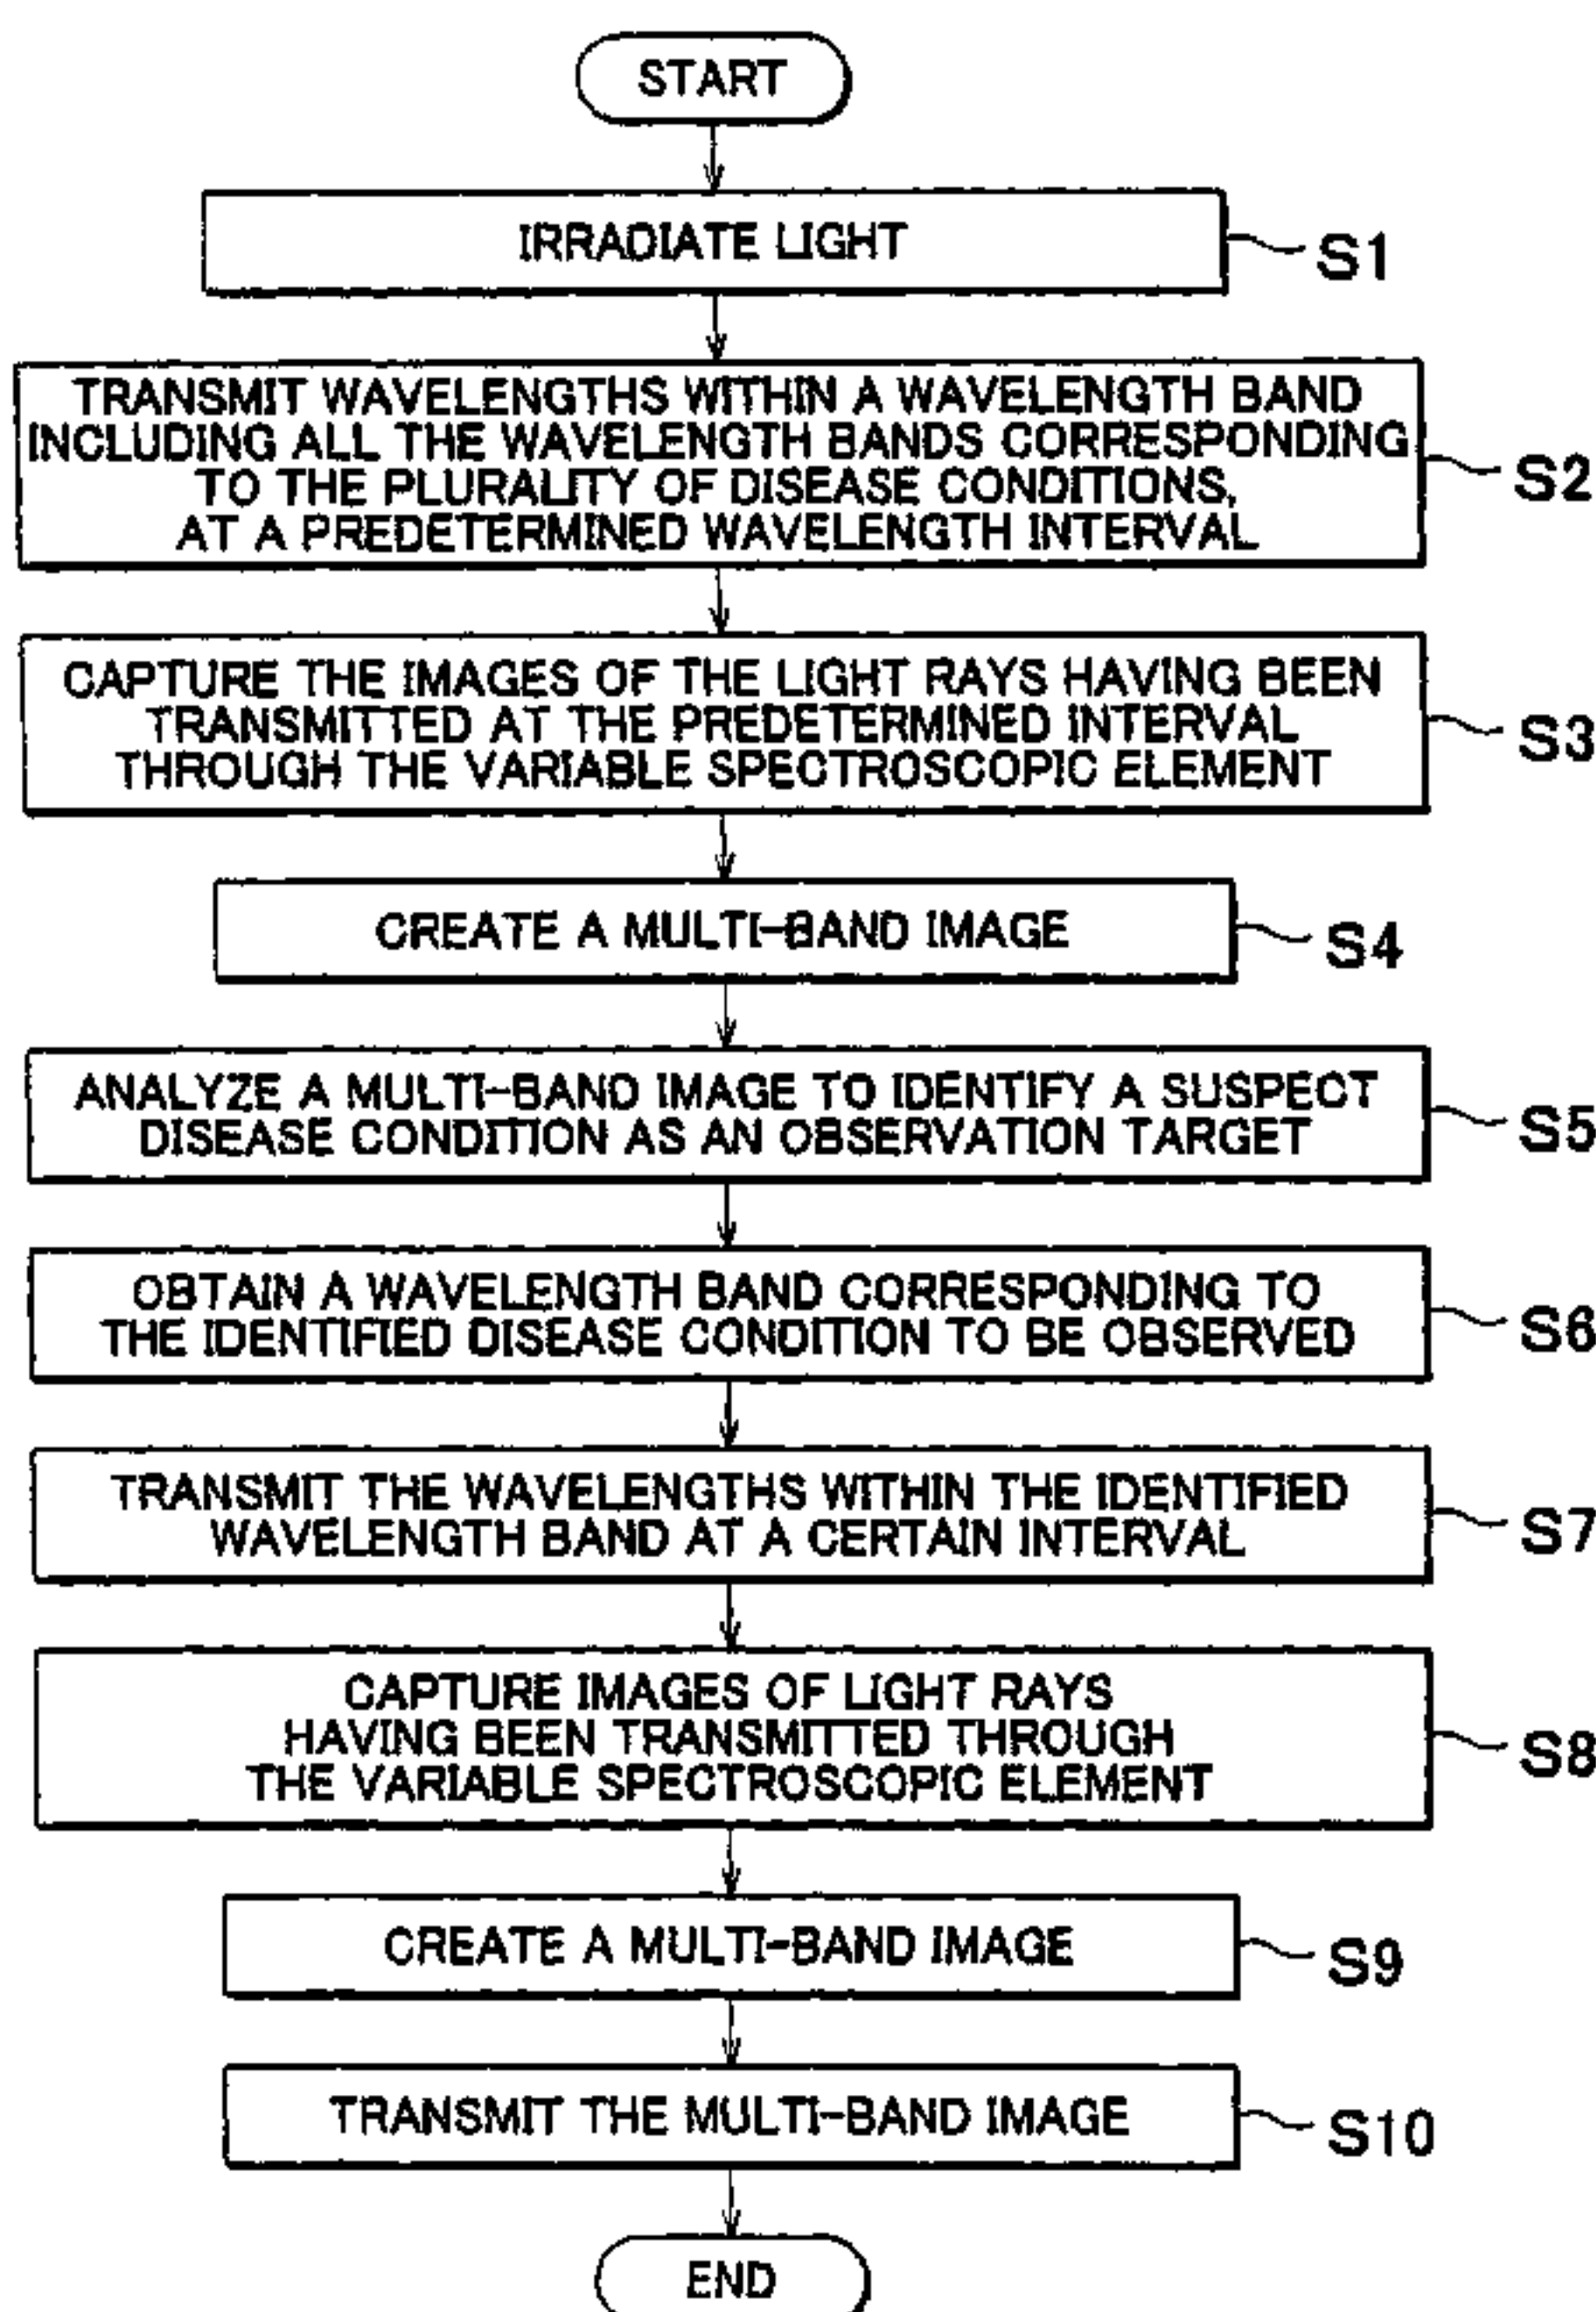 START
IRRADIATE LIGHT
S1
TRANSMIT WAVELENGTHS WITHIN A WAVELENGTH BAND
INCLUDING ALL THE WAVELENGTH BANDS CORRESPONDING
TO THE PLURALITY OF DISEASE CONDITIONS,
AT A PREDETERMINED WAVELENGTH INTERVAL
S2
CAPTURE THE IMAGES OF THE LIGHT RAYS HAVING BEEN
TRANSMITTED AT THE PREDETERMINED INTERVAL
THROUGH THE VARIABLE SPECTROSCOPIC ELEMENT
S3
CREATE A MULTI-BAND IMAGE
S4
ANALYZE A MULTI-BAND IMAGE TO IDENTIFY A SUSPECT
DISEASE CONDITION AS AN OBSERVATION TARGET
S5
OBTAIN A WAVELENGTH BAND CORRESPONDING TO
THE IDENTIFIED DISEASE CONDITION TO BE OBSERVED
S6
TRANSMIT THE WAVELENGTHS WITHIN THE IDENTIFIED
WAVELENGTH BAND AT A CERTAIN INTERVAL
S7
CAPTURE IMAGES OF LIGHT RAYS
HAVING BEEN TRANSMITTED THROUGH
THE VARIABLE SPECTROSCOPIC ELEMENT
S8
CREATE A MULTI-BAND IMAGE
S9
TRANSMIT THE MULTI-BAND IMAGE
S10
END